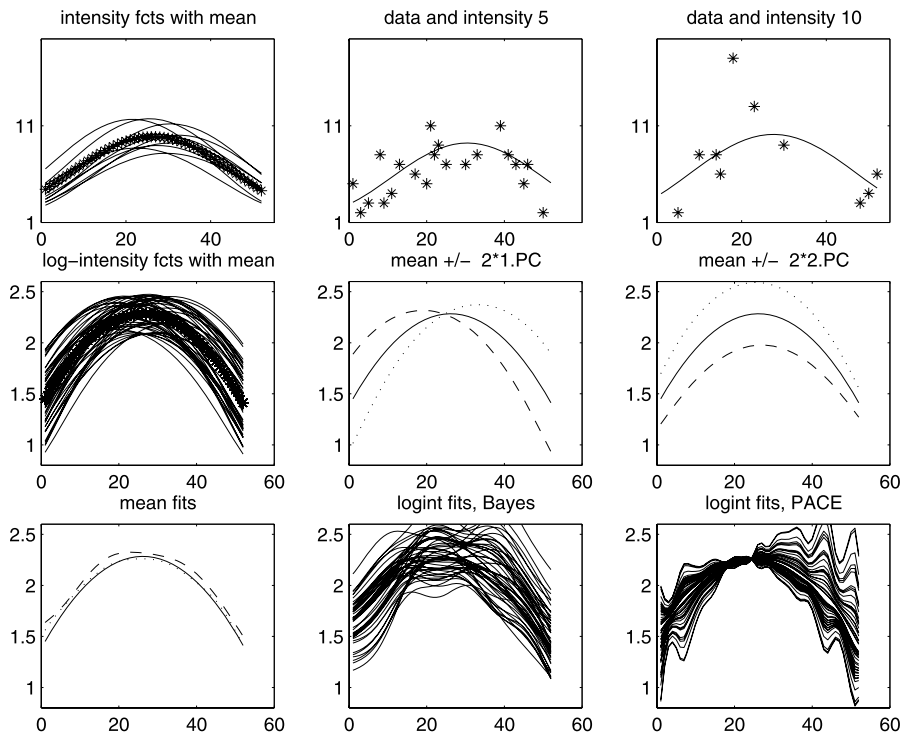 intensity fcts with mean
data and intensity 5
data and intensity 10
11
1
0 20 40
11
1
0 20 40 60
11
1
0 20 40
log-intensity fcts with mean
mean +/- 2*1.PC
mean +/- 2*2.PC
2.5
2
1.5
1
0 20 40 60
2.5
2
1.5
1
0 20 40 60
2.5
2
1.5
1
0 20 40 60
mean fits
logint fits, Bayes
logint fits, PACE
2.5
2
1.5
1
0 20 40 60
2.5
2
1.5
1
0 20 40 60
2.5
2
1.5
1
0 20 40 60